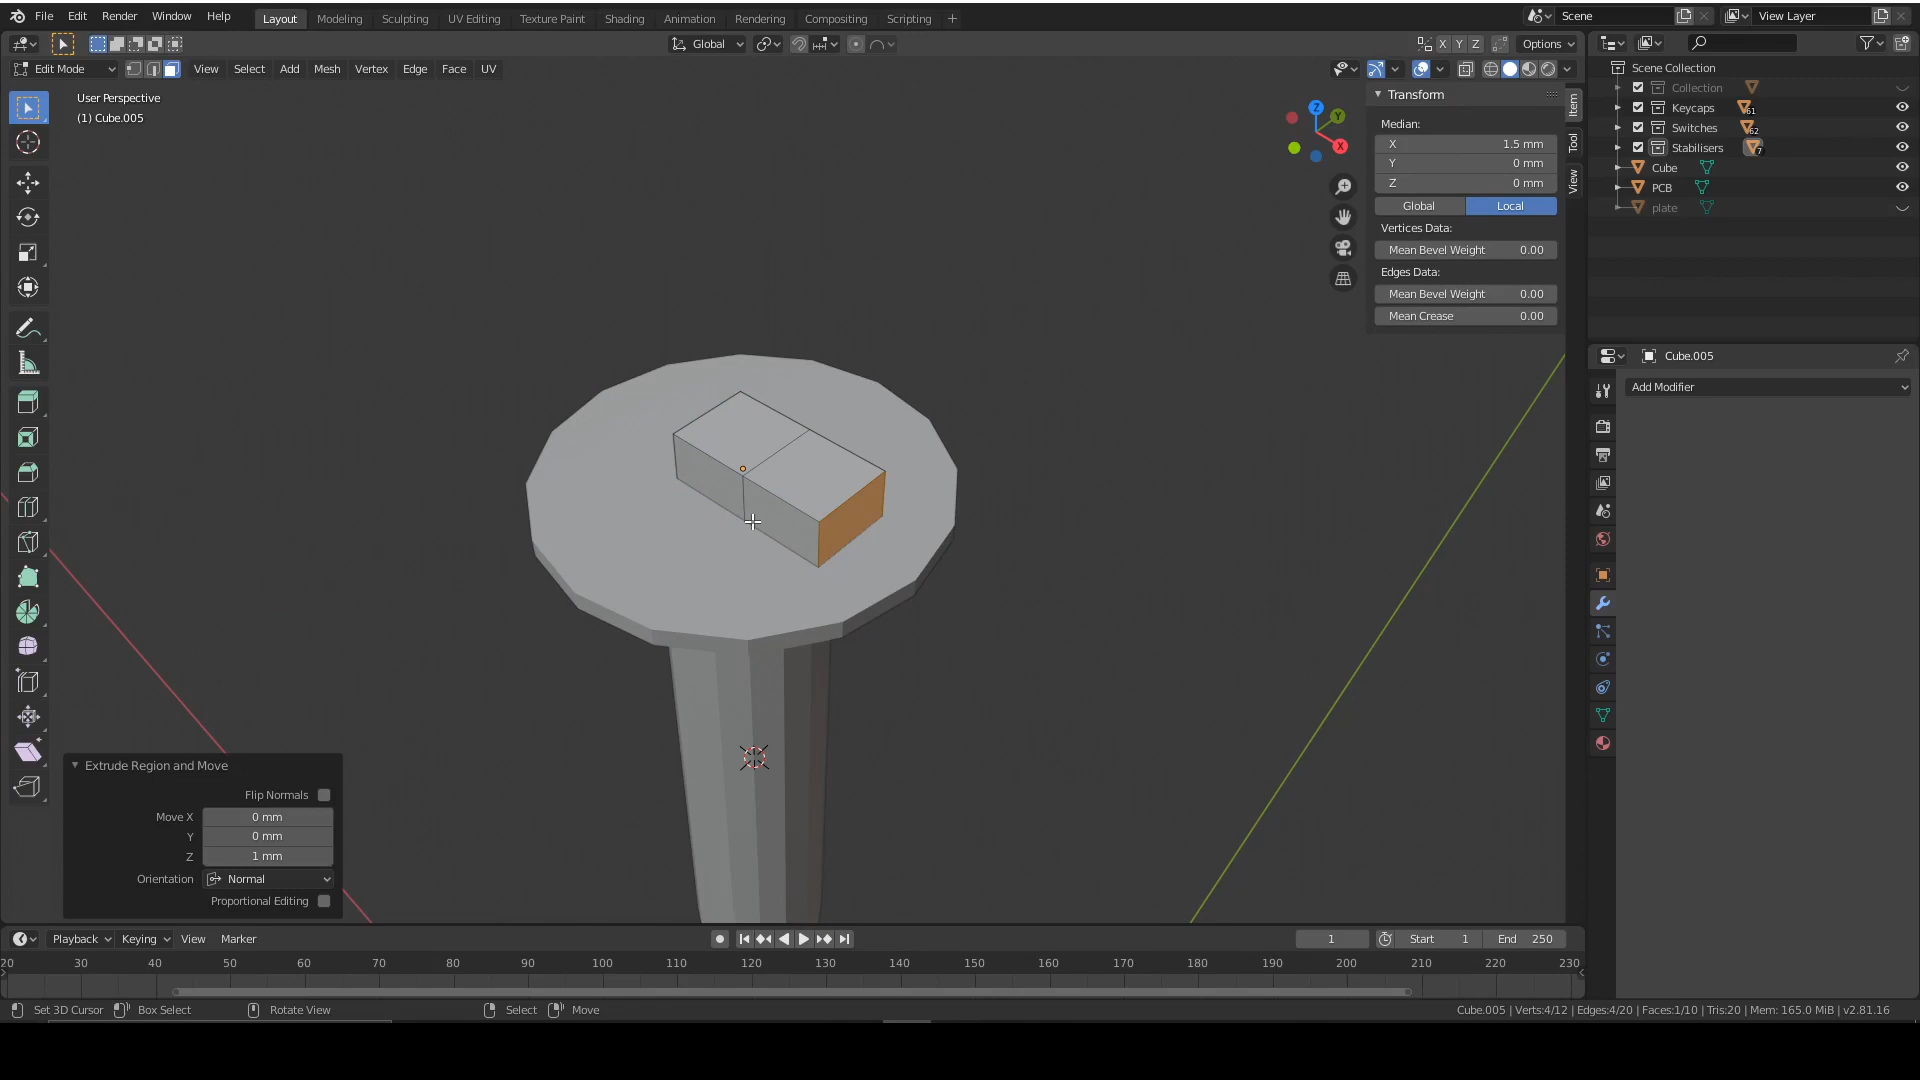 File Edit Render Window Help Layout Modeling Sculpting UV Editing Texture Paint Shading Animation Rendering Compositing Scripting Scene View Layer
Global X Y Z Options
Edit Mode View Select Add Mesh Vertex Edge Face UV
User Perspective
(1) Cube.005
Transform
Median:
X 1.5 mm
Y 0 mm
Z 0 mm
Global Local
Vertices Data:
Mean Bevel Weight 0.00
Edges Data:
Mean Bevel Weight 0.00
Mean Crease 0.00
Item
Tool
View
Z
Y
X
Scene Collection
Collection
Keycaps 61
Switches 62
Stabilisers 7
Cube
PCB
plate
Cube.005
Add Modifier
Extrude Region and Move
Flip Normals
Move X 0 mm
Y 0 mm
Z 1 mm
Orientation Normal
Proportional Editing
Playback Keying View Marker 1 Start 1 End 250
20 30 40 50 60 70 80 90 100 110 120 130 140 150 160 170 180 190 200 210 220 230
Set 3D Cursor Box Select Rotate View Select Move Cube.005 | Verts:4/12 | Edges:4/20 | Faces:1/10 | Tris:20 | Mem: 165.0 MiB | v2.81.16